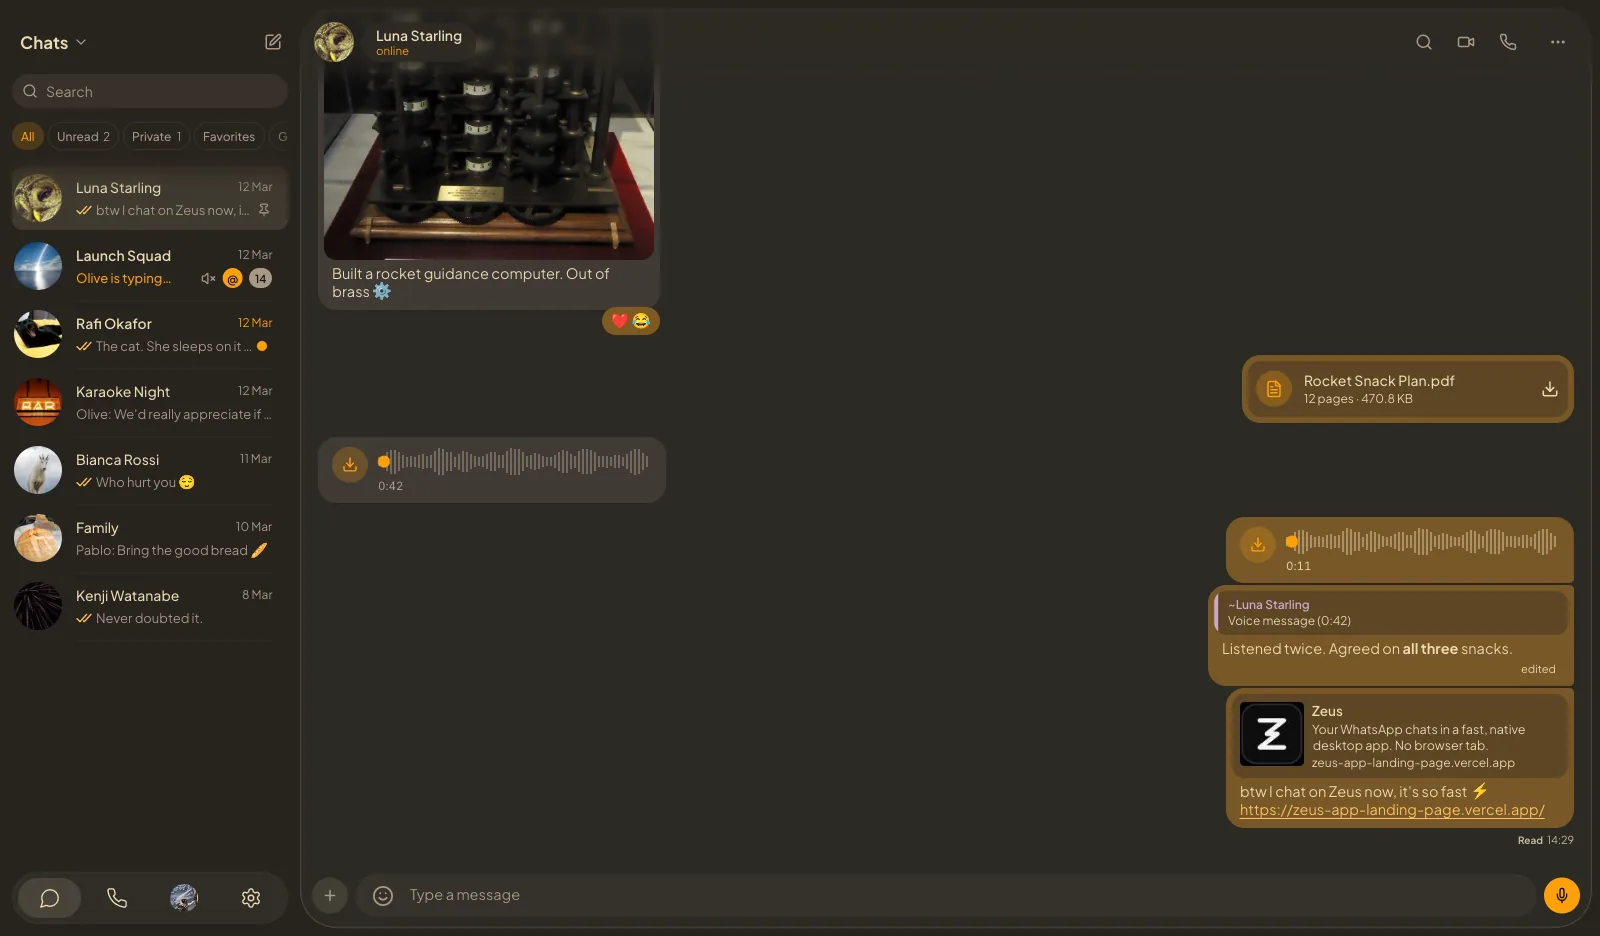 Chats
Search
All
Unread 2
Private 1
Favorites
G
Luna Starling
12 Mar
btw I chat on Zeus now, i...
Launch Squad
12 Mar
Olive is typing...
@
14
Rafi Okafor
12 Mar
The cat. She sleeps on it ...
Karaoke Night
12 Mar
Olive: We'd really appreciate if ...
Bianca Rossi
11 Mar
Who hurt you 😌
Family
10 Mar
Pablo: Bring the good bread 🥖
Kenji Watanabe
8 Mar
Never doubted it.
Luna Starling
online
Built a rocket guidance computer. Out of
brass ⚙️
❤️ 😂
Rocket Snack Plan.pdf
12 pages · 470.8 KB
0:42
0:11
~Luna Starling
Voice message (0:42)
Listened twice. Agreed on all three snacks.
edited
Zeus
Your WhatsApp chats in a fast, native
desktop app. No browser tab.
zeus-app-landing-page.vercel.app
btw I chat on Zeus now, it's so fast ⚡
https://zeus-app-landing-page.vercel.app/
Read 14:29
Type a message